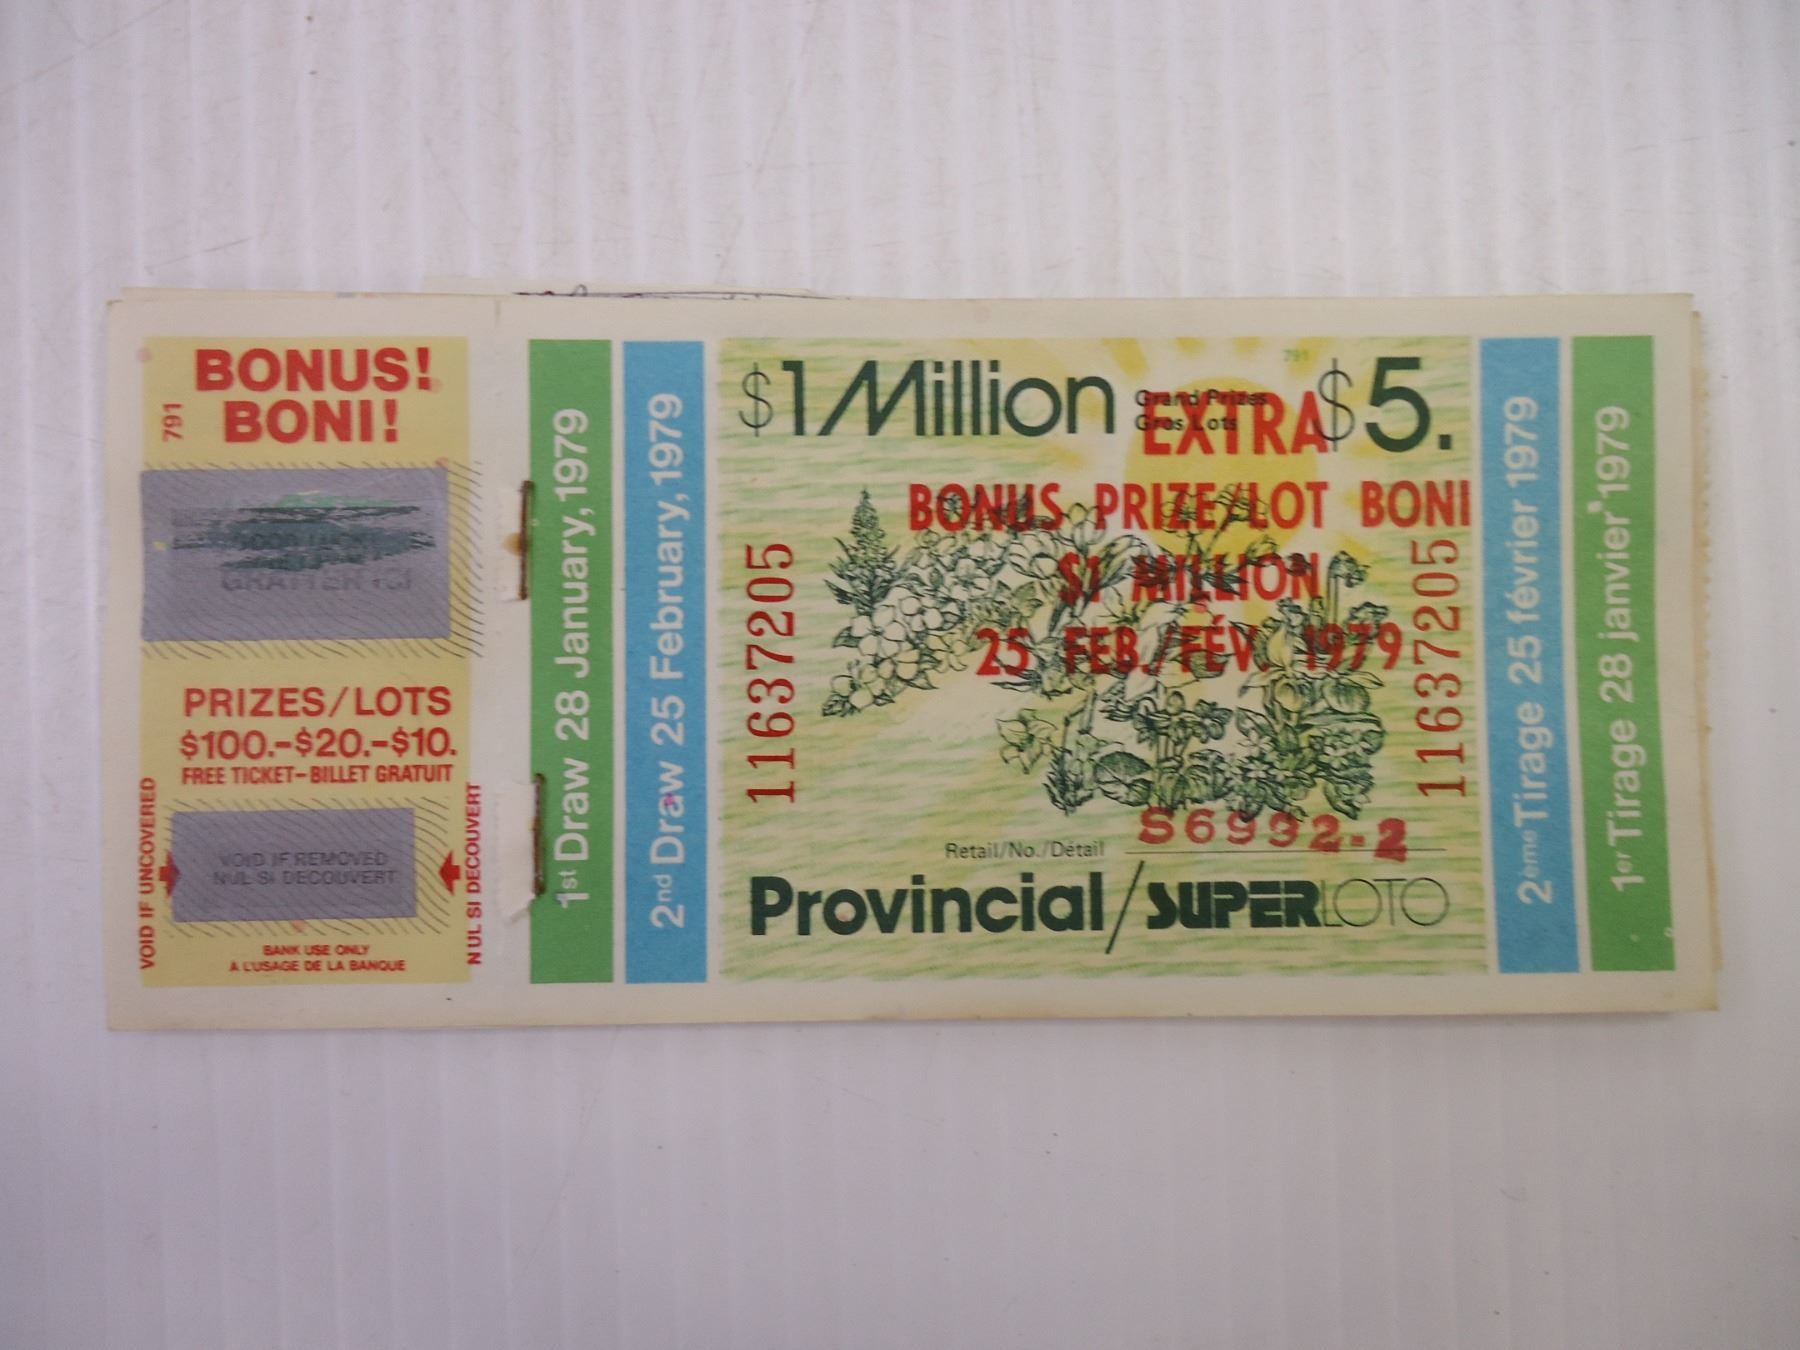 BONUS!
BONI!
791
GOOD LUCK
GRATTER ICI
PRIZES/LOTS
$100.-$20.-$10.
FREE TICKET-BILLET GRATUIT
VOID IF UNCOVERED
VOID IF REMOVED
NUL SI DECOUVERT
NUL SI DECOUVERT
BANK USE ONLY
A L'USAGE DE LA BANQUE
1st Draw 28 January, 1979
2nd Draw 25 February, 1979
791
$1 Million Grand Prizes $5.
Gros Lots
EXTRA
BONUS PRIZE/LOT BONI
$1 MILLION
25 FEB./FÉV. 1979
11637205
11637205
Retail/No./Détail S6992-2
Provincial/SUPERLOTO
2ème Tirage 25 février 1979
1er Tirage 28 janvier 1979